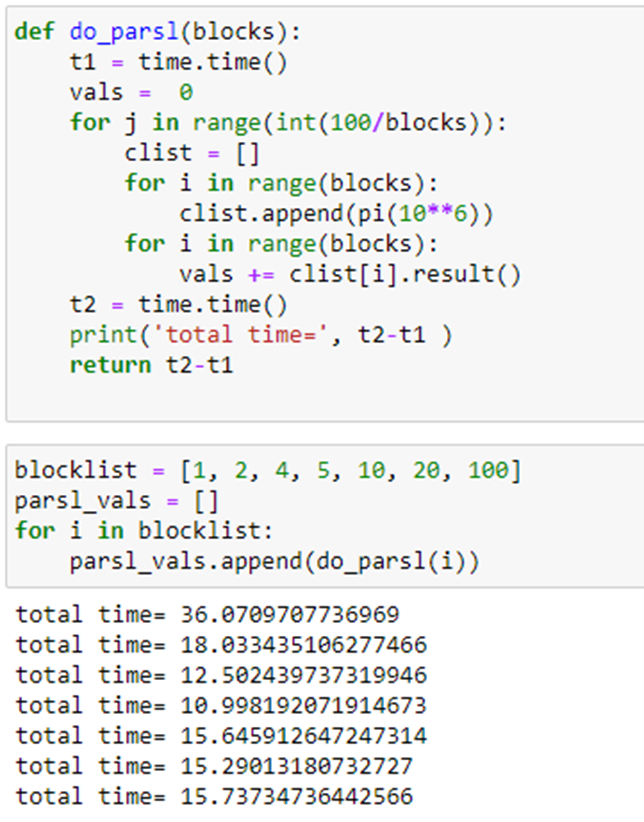 def do_parsl(blocks):
    t1 = time.time()
    vals =  0
    for j in range(int(100/blocks)):
        clist = []
        for i in range(blocks):
            clist.append(pi(10**6))
        for i in range(blocks):
            vals += clist[i].result()
    t2 = time.time()
    print('total time=', t2-t1 )
    return t2-t1
blocklist = [1, 2, 4, 5, 10, 20, 100]
parsl_vals = []
for i in blocklist:
    parsl_vals.append(do_parsl(i))
total time= 36.0709707736969
total time= 18.033435106277466
total time= 12.502439737319946
total time= 10.998192071914673
total time= 15.645912647247314
total time= 15.29013180732727
total time= 15.73734736442566